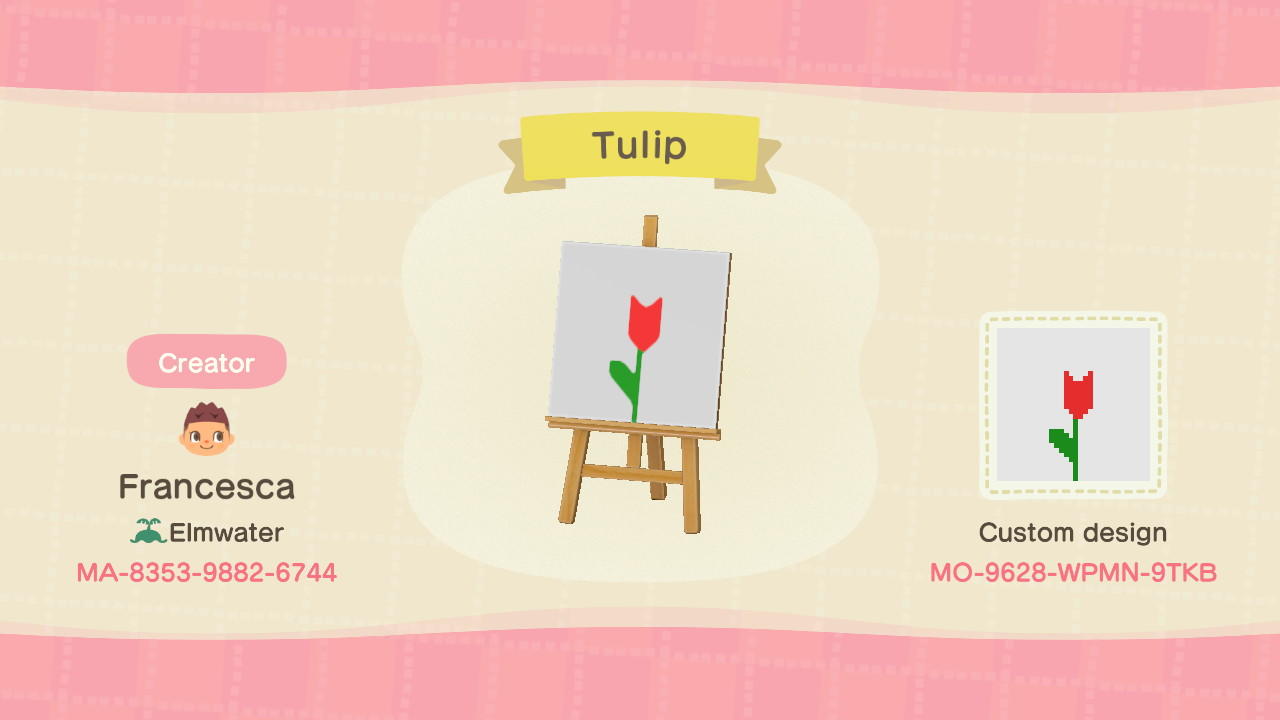 Tulip
Creator
Francesca
Elmwater
MA-8353-9882-6744
Custom design
MO-9628-WPMN-9TKB